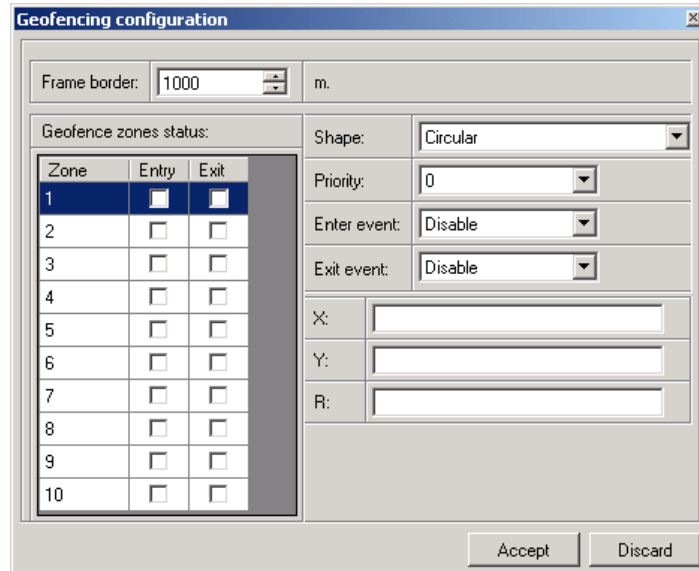 Geofencing configuration
Frame border: 1000 m.
Geofence zones status:
Zone Entry Exit
1
2
3
4
5
6
7
8
9
10
Shape: Circular
Priority: 0
Enter event: Disable
Exit event: Disable
X:
Y:
R:
Accept Discard